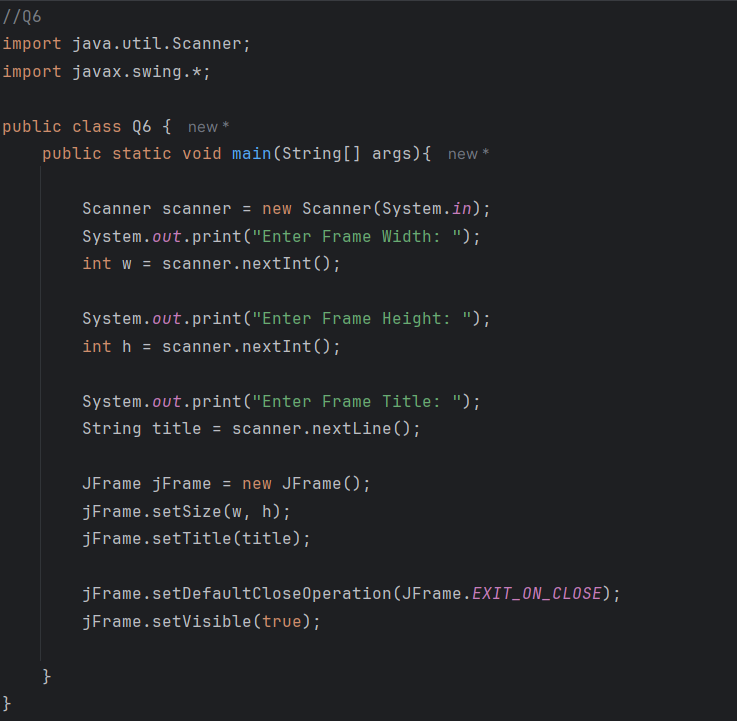 //Q6
import java.util.Scanner;
import javax.swing.*;
public class Q6 { new *
public static void main(String[] args){ new *
Scanner scanner = new Scanner(System.in);
System.out.print("Enter Frame Width: ");
int w = scanner.nextInt();
System.out.print("Enter Frame Height: ");
int h = scanner.nextInt();
System.out.print("Enter Frame Title: ");
String title = scanner.nextLine();
JFrame jFrame = new JFrame();
jFrame.setSize(w, h);
jFrame.setTitle(title);
jFrame.setDefaultCloseOperation(JFrame.EXIT_ON_CLOSE);
jFrame.setVisible(true);
}
}